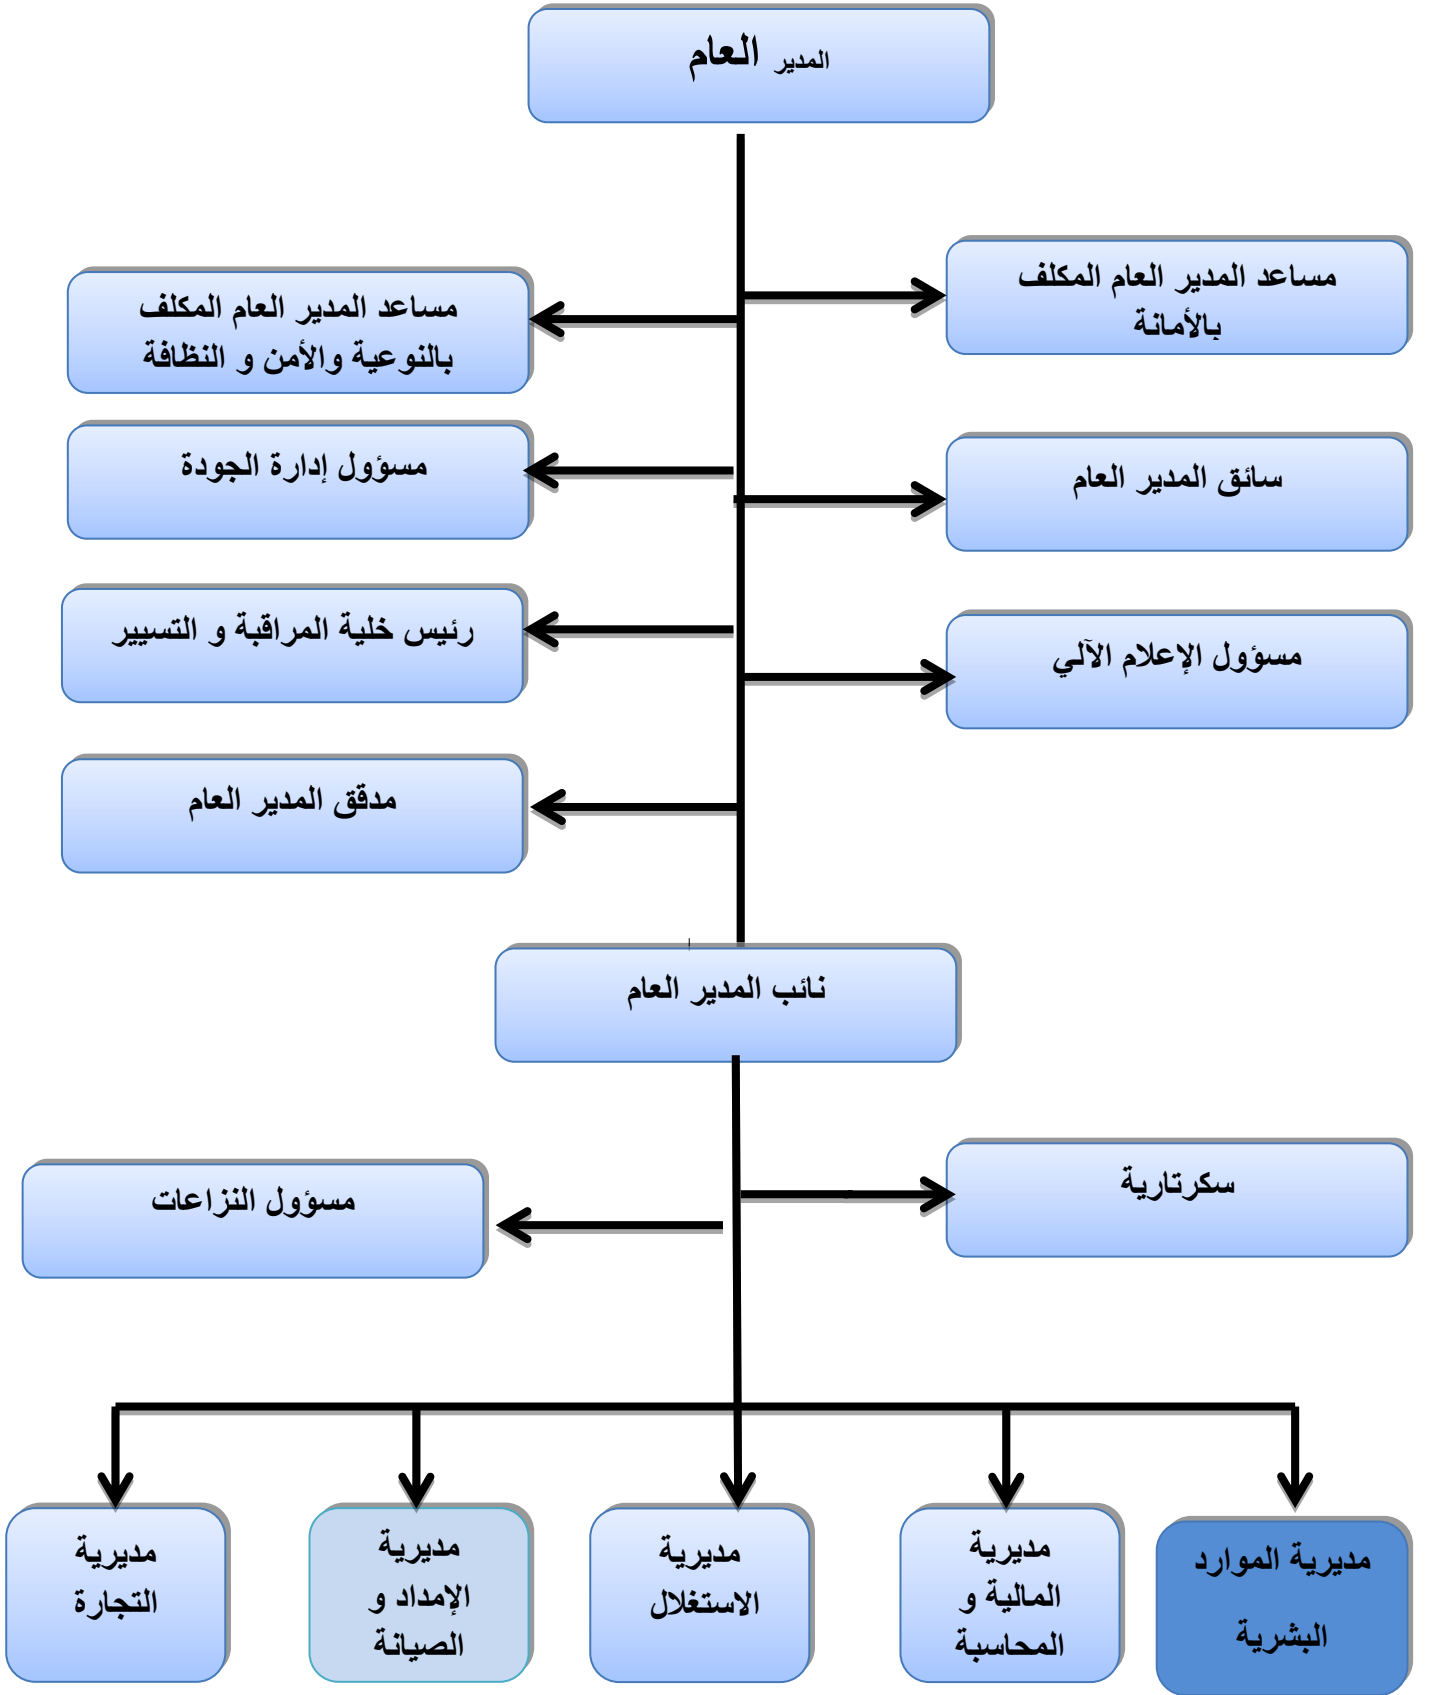 المدير العام
مساعد المدير العام المكلف
بالأمانة
مساعد المدير العام المكلف
بالنوعية والأمن و النظافة
سائق المدير العام
مسؤول إدارة الجودة
مسؤول الإعلام الآلي
رئيس خلية المراقبة و التسيير
مدقق المدير العام
نائب المدير العام
سكرتارية
مسؤول النزاعات
مديرية الموارد
البشرية
مديرية
المالية و
المحاسبة
مديرية
الاستغلال
مديرية
الإمداد و
الصيانة
مديرية
التجارة